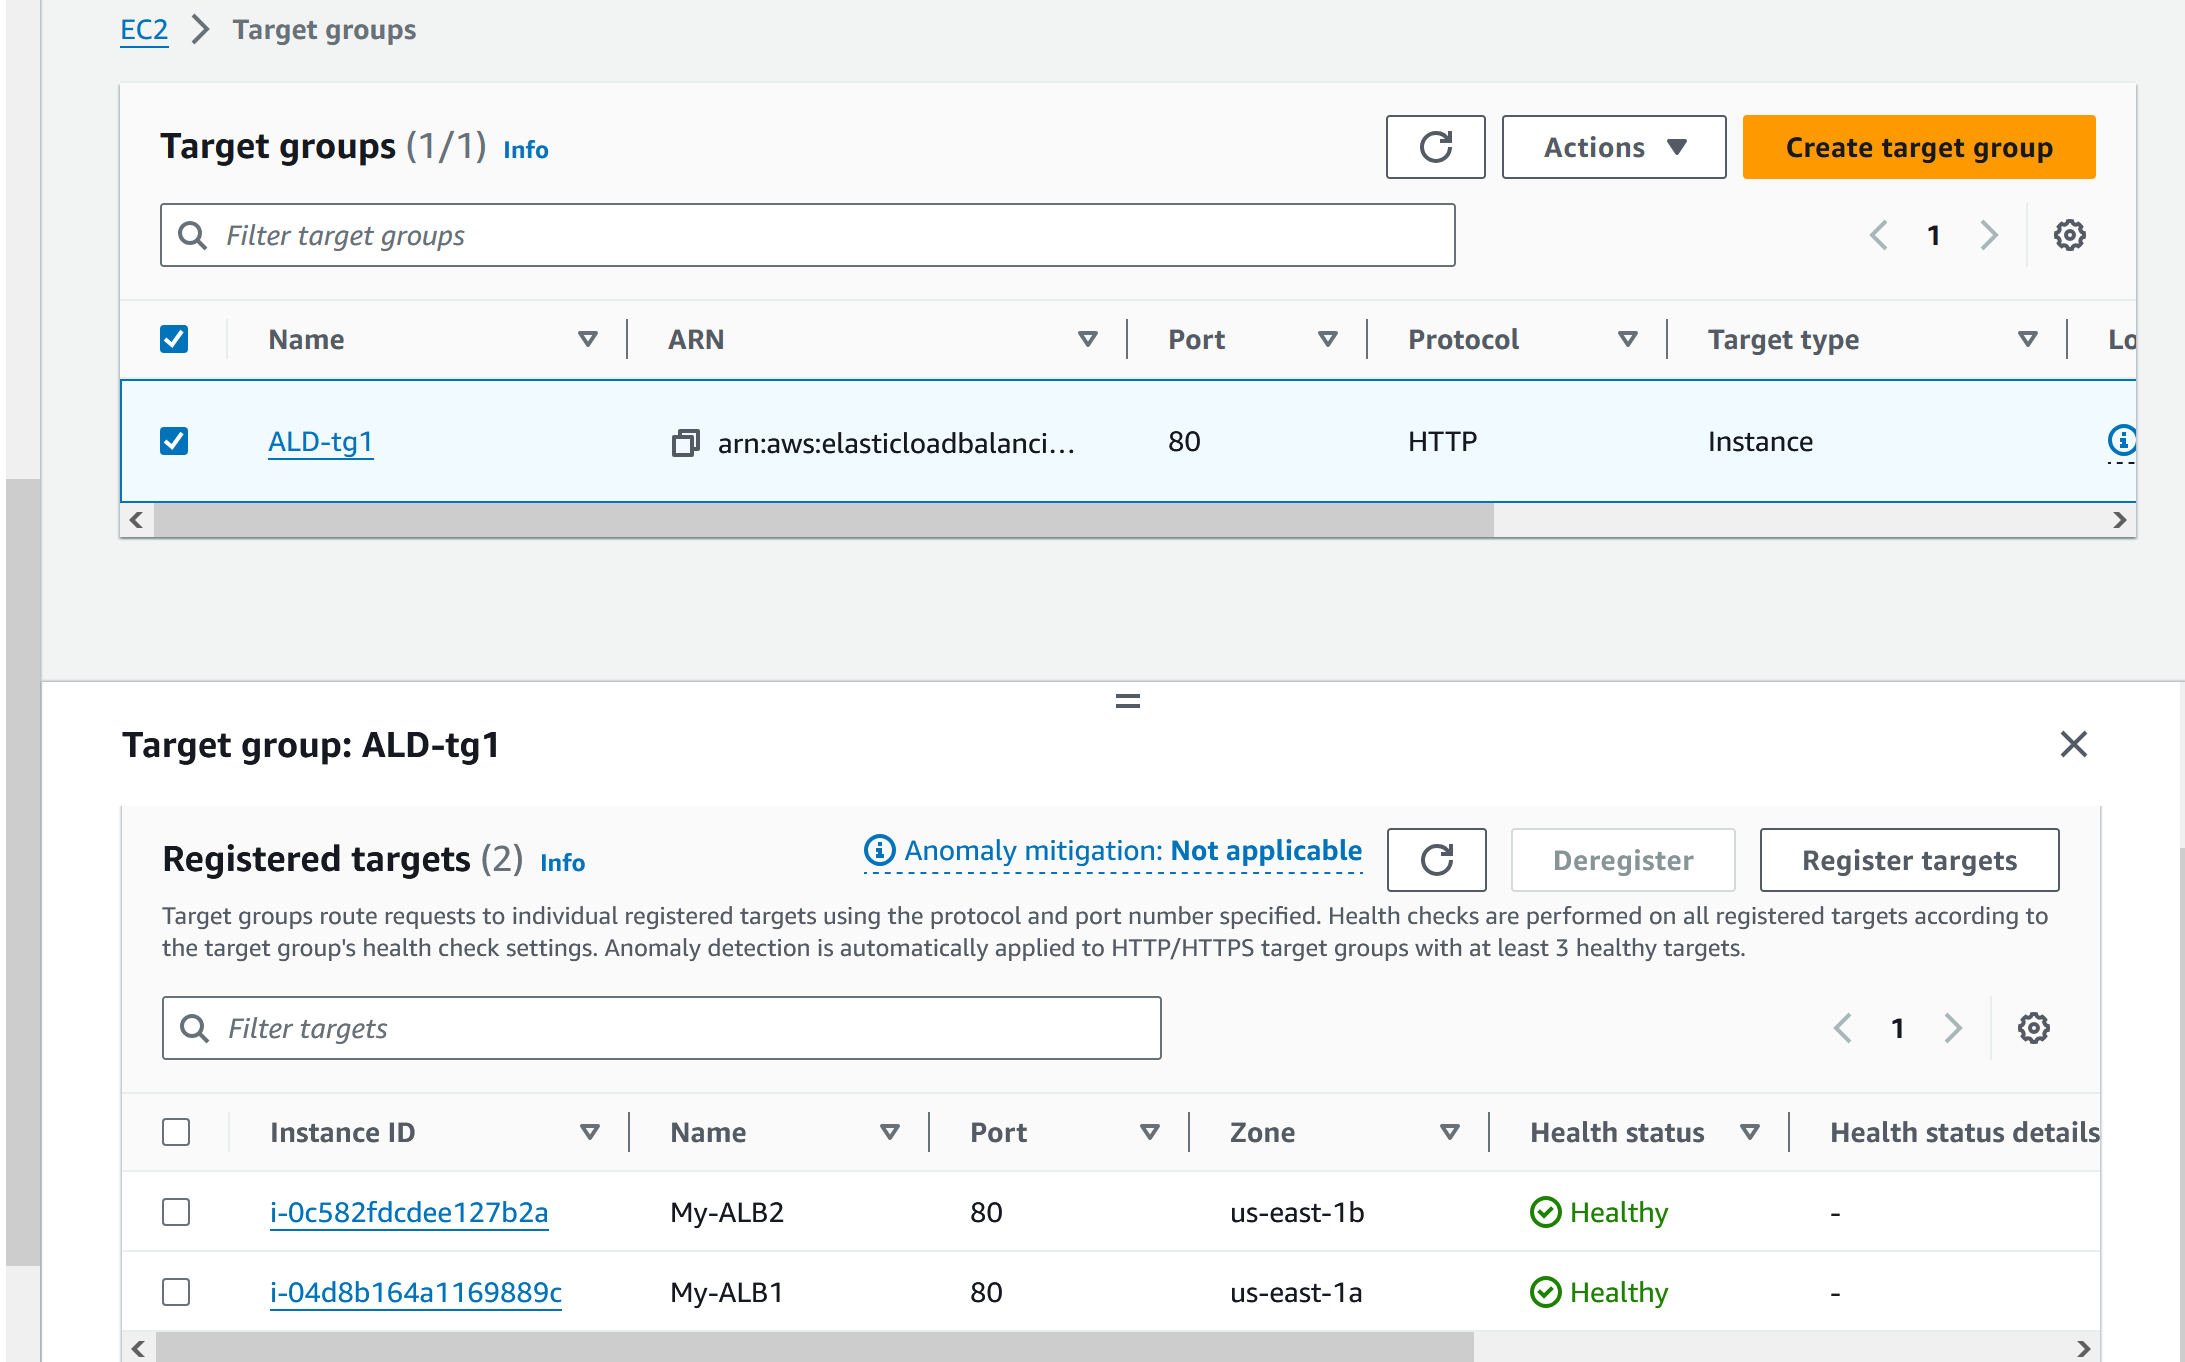 EC2 > Target groups
Target groups (1/1) Info
Actions
Create target group
Filter target groups
1
Name ARN Port Protocol Target type Lo
ALD-tg1 arn:aws:elasticloadbalanci... 80 HTTP Instance
Target group: ALD-tg1
Registered targets (2) Info
Anomaly mitigation: Not applicable
Deregister
Register targets
Target groups route requests to individual registered targets using the protocol and port number specified. Health checks are performed on all registered targets according to
the target group's health check settings. Anomaly detection is automatically applied to HTTP/HTTPS target groups with at least 3 healthy targets.
Filter targets
1
Instance ID Name Port Zone Health status Health status details
i-0c582fdcdee127b2a My-ALB2 80 us-east-1b Healthy -
i-04d8b164a1169889c My-ALB1 80 us-east-1a Healthy -